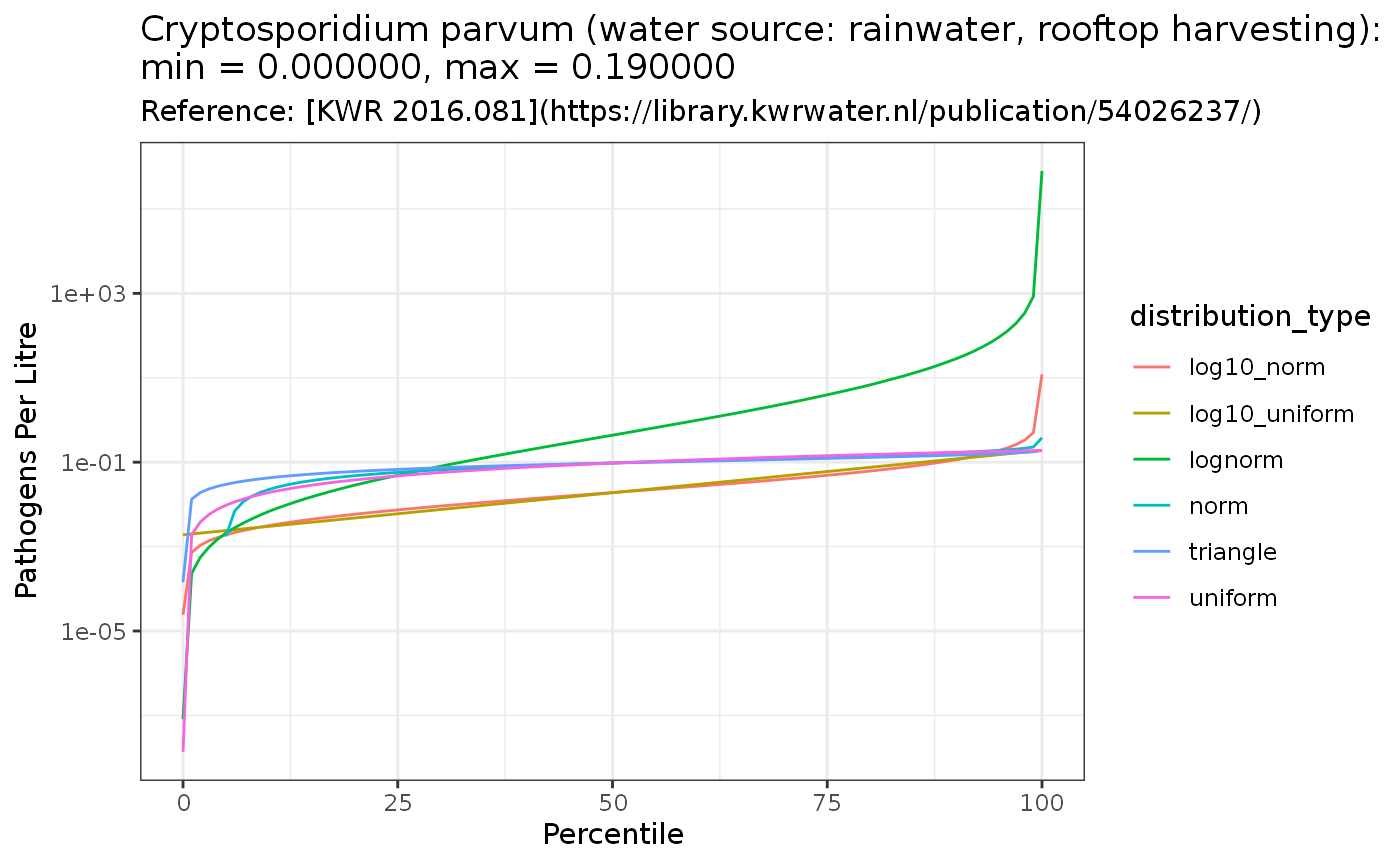 Cryptosporidium parvum (water source: rainwater, rooftop harvesting):
min = 0.000000, max = 0.190000
Reference: [KWR 2016.081](https://library.kwrwater.nl/publication/54026237/)
Pathogens Per Litre
1e+03
1e-01
1e-05
0
25
50
75
100
Percentile
distribution_type
log10_norm
log10_uniform
lognorm
norm
triangle
uniform